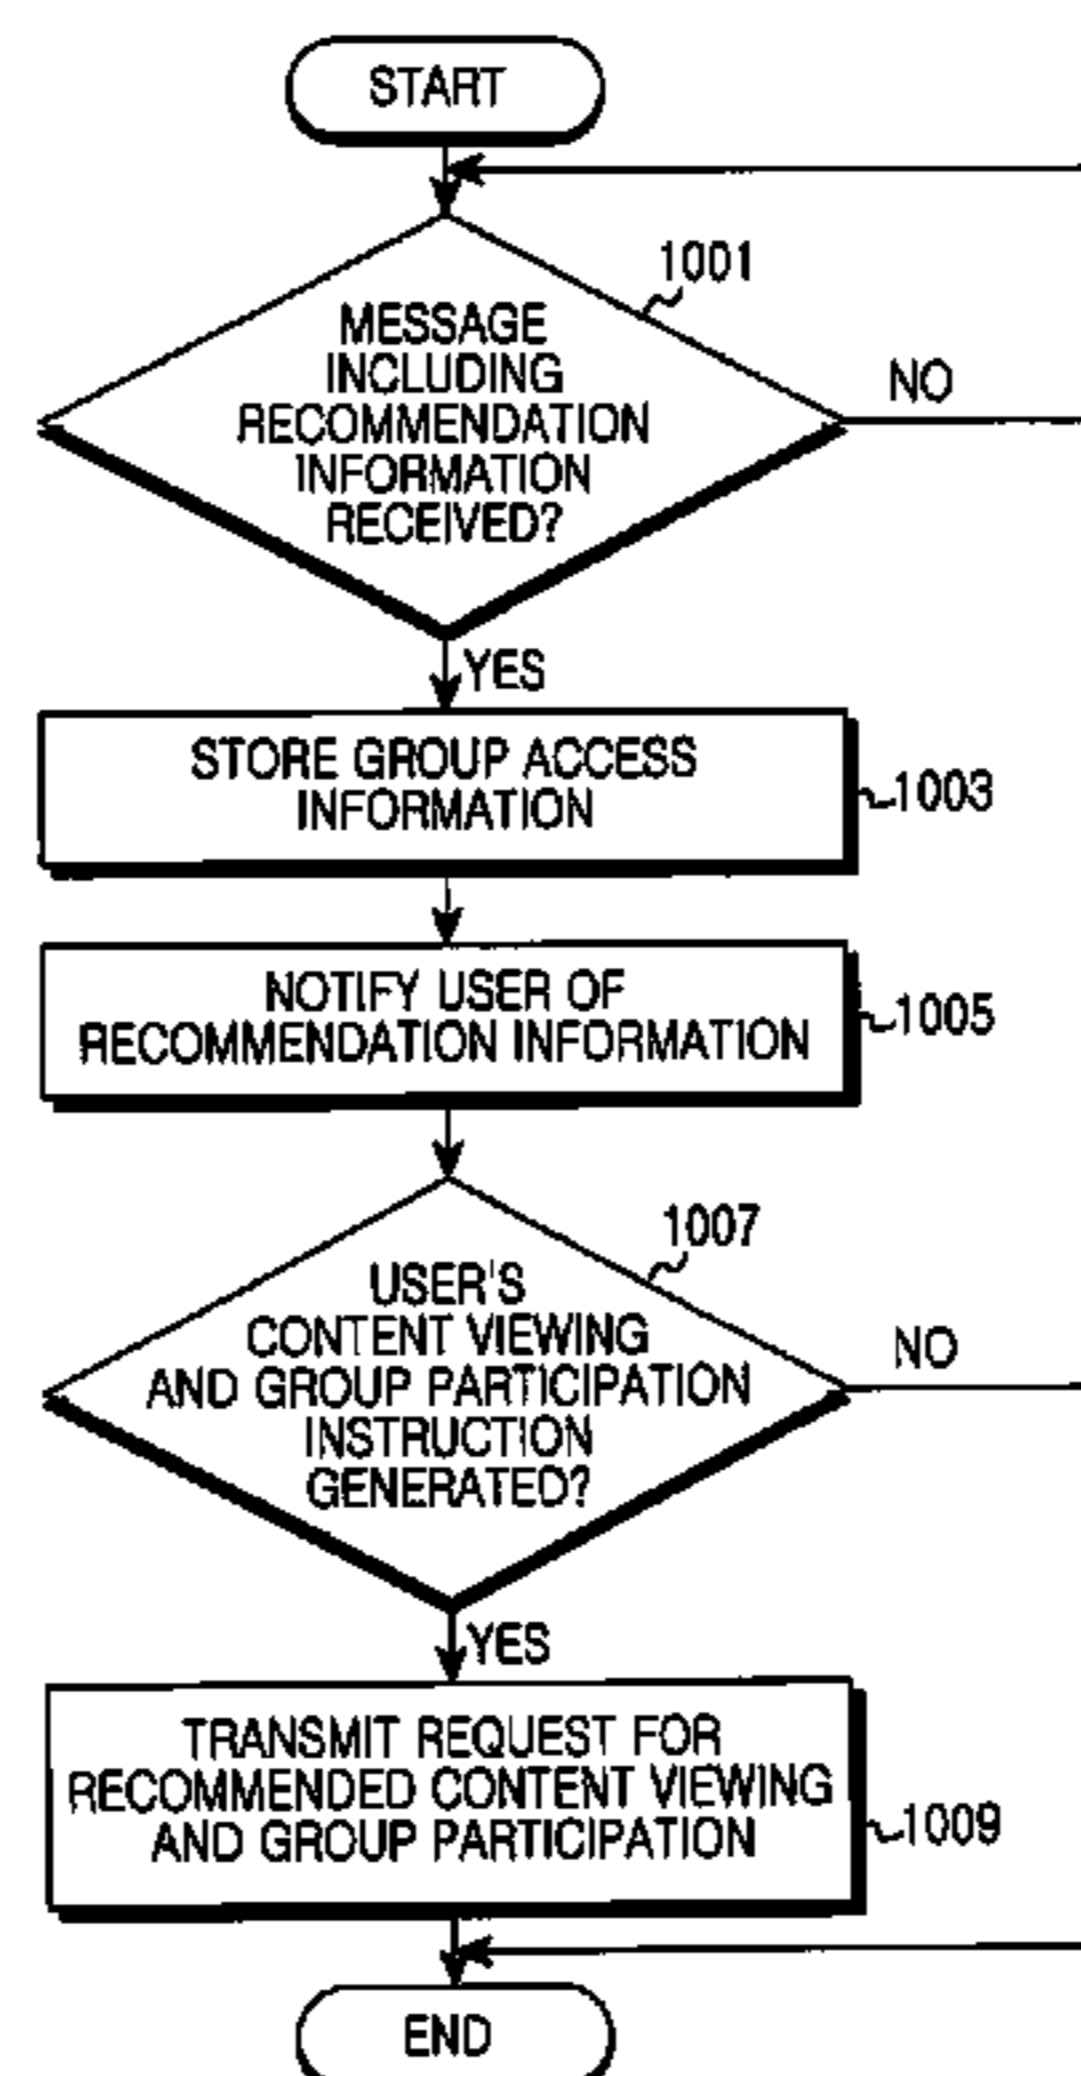 START
1001
MESSAGE
INCLUDING
RECOMMENDATION
INFORMATION
RECEIVED?
NO
YES
STORE GROUP ACCESS
INFORMATION
1003
NOTIFY USER OF
RECOMMENDATION INFORMATION
1005
1007
USER'S
CONTENT VIEWING
AND GROUP PARTICIPATION
INSTRUCTION
GENERATED?
NO
YES
TRANSMIT REQUEST FOR
RECOMMENDED CONTENT VIEWING
AND GROUP PARTICIPATION
1009
END